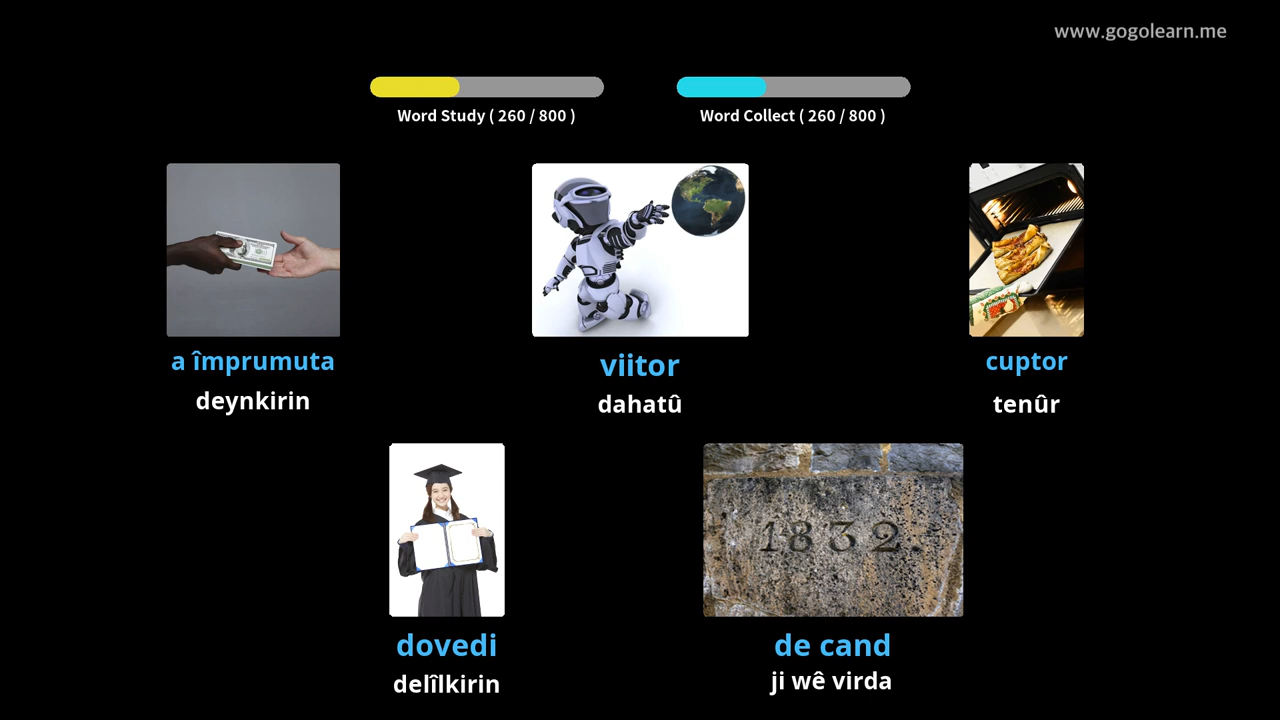 www.gogolearn.me
Word Study ( 260 / 800 )
Word Collect ( 260 / 800 )
a împrumuta
deynkirin
viitor
dahatû
cuptor
tenûr
dovedi
delîlkirin
1832.
de cand
ji wê virda